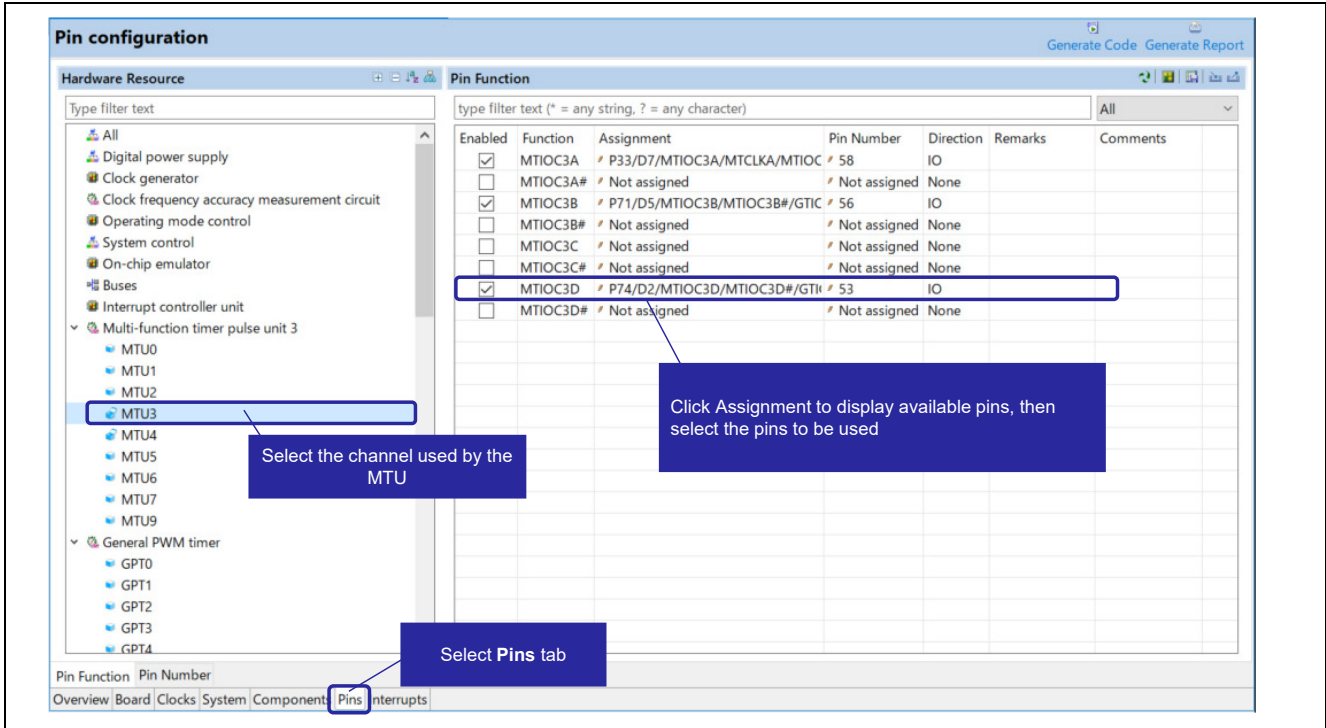 Pin configuration
Generate Code Generate Report
Hardware Resource
Pin Function
Type filter text
type filter text (* = any string, ? = any character)
All
All
Digital power supply
Clock generator
Clock frequency accuracy measurement circuit
Operating mode control
System control
On-chip emulator
Buses
Interrupt controller unit
Multi-function timer pulse unit 3
MTU0
MTU1
MTU2
MTU3
MTU4
MTU5
MTU6
MTU7
MTU9
General PWM timer
GPT0
GPT1
GPT2
GPT3
GPT4
Enabled Function Assignment Pin Number Direction Remarks Comments
MTIOC3A P33/D7/MTIOC3A/MTCLKA/MTIOC 58 IO
MTIOC3A# Not assigned Not assigned None
MTIOC3B P71/D5/MTIOC3B/MTIOC3B#/GTIC 56 IO
MTIOC3B# Not assigned Not assigned None
MTIOC3C Not assigned Not assigned None
MTIOC3C# Not assigned Not assigned None
MTIOC3D P74/D2/MTIOC3D/MTIOC3D#/GTI 53 IO
MTIOC3D# Not assigned Not assigned None
Click Assignment to display available pins, then
select the pins to be used
Select the channel used by the
MTU
Select Pins tab
Pin Function Pin Number
Overview Board Clocks System Components Pins Interrupts